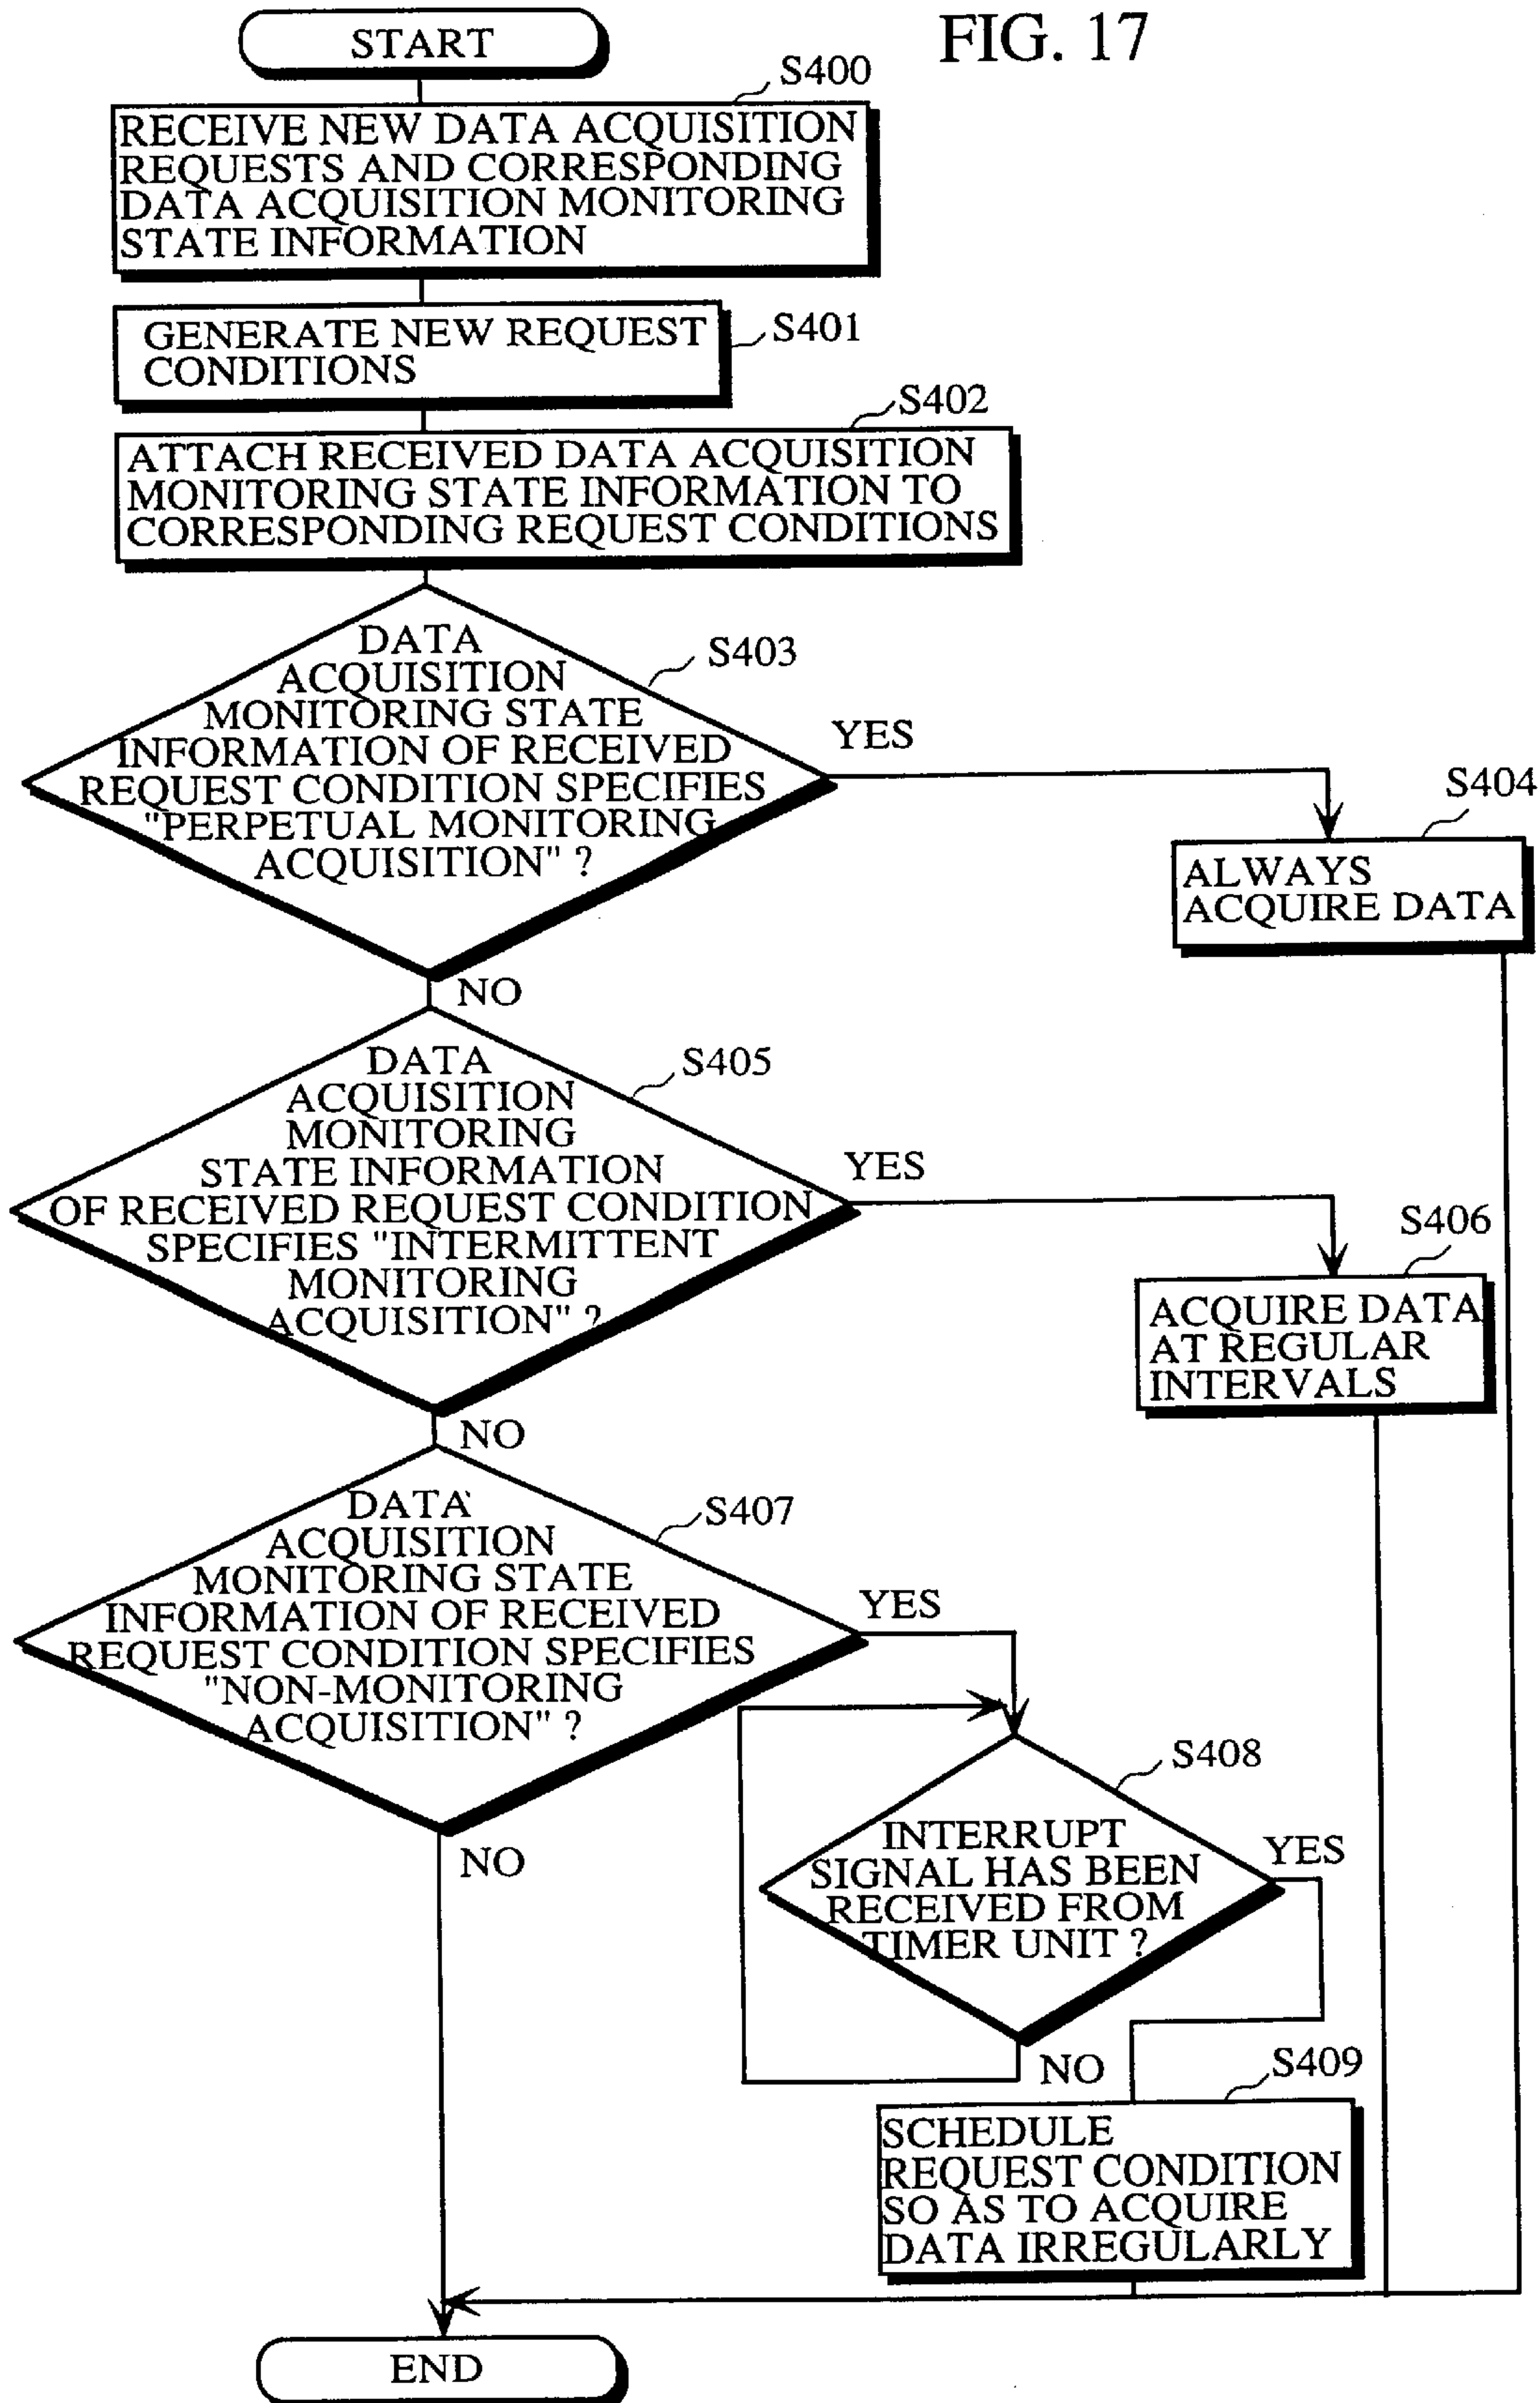 FIG. 17
START
S400
RECEIVE NEW DATA ACQUISITION
REQUESTS AND CORRESPONDING
DATA ACQUISITION MONITORING
STATE INFORMATION
S401
GENERATE NEW REQUEST
CONDITIONS
S402
ATTACH RECEIVED DATA ACQUISITION
MONITORING STATE INFORMATION TO
CORRESPONDING REQUEST CONDITIONS
S403
DATA
ACQUISITION
MONITORING STATE
INFORMATION OF RECEIVED
REQUEST CONDITION SPECIFIES
"PERPETUAL MONITORING
ACQUISITION" ?
YES
S404
ALWAYS
ACQUIRE DATA
NO
S405
DATA
ACQUISITION
MONITORING
STATE INFORMATION
OF RECEIVED REQUEST CONDITION
SPECIFIES "INTERMITTENT
MONITORING
ACQUISITION" ?
YES
S406
ACQUIRE DATA
AT REGULAR
INTERVALS
NO
S407
DATA
ACQUISITION
MONITORING STATE
INFORMATION OF RECEIVED
REQUEST CONDITION SPECIFIES
"NON-MONITORING
ACQUISITION" ?
YES
S408
INTERRUPT
SIGNAL HAS BEEN
RECEIVED FROM
TIMER UNIT ?
YES
NO
NO
S409
SCHEDULE
REQUEST CONDITION
SO AS TO ACQUIRE
DATA IRREGULARLY
END